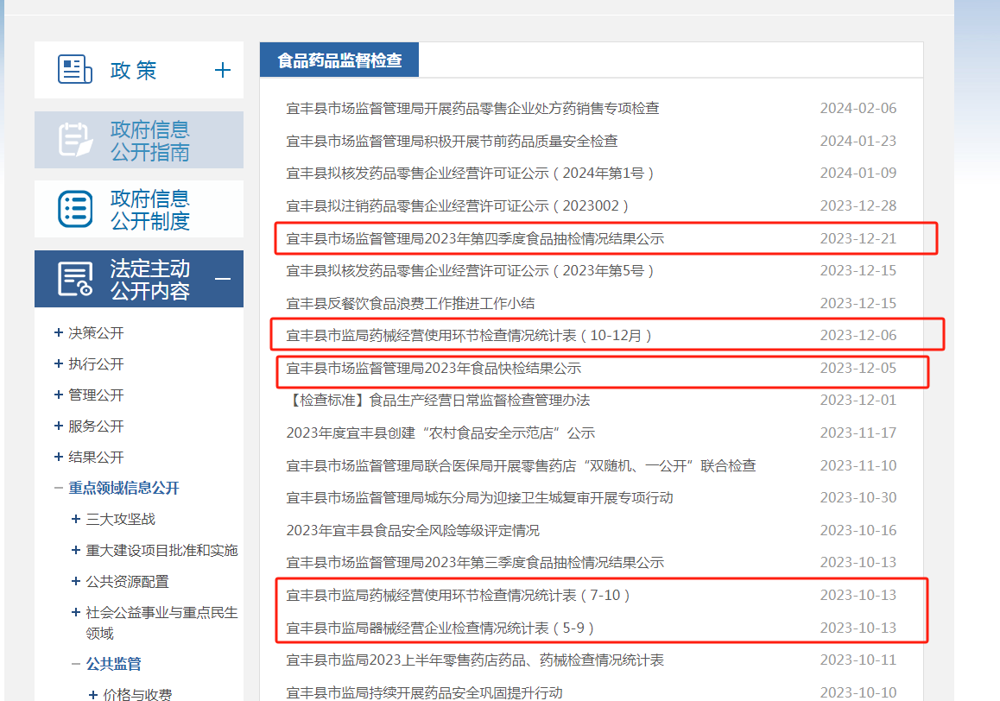 政 策
政府信息
公开指南
政府信息
公开制度
法定主动
公开内容
+ 决策公开
+ 执行公开
+ 管理公开
+ 服务公开
+ 结果公开
— 重点领域信息公开
+ 三大攻坚战
+ 重大建设项目批准和实施
+ 公共资源配置
+ 社会公益事业与重点民生
领域
— 公共监管
+ 价格与收费
食品药品监督检查
宜丰县市场监督管理局开展药品零售企业处方药销售专项检查 2024-02-06
宜丰县市场监督管理局积极开展节前药品质量安全检查 2024-01-23
宜丰县拟核发药品零售企业经营许可证公示（2024年第1号） 2024-01-09
宜丰县拟注销药品零售企业经营许可证公示（2023002） 2023-12-28
宜丰县市场监督管理局2023年第四季度食品抽检情况结果公示 2023-12-21
宜丰县拟核发药品零售企业经营许可证公示（2023年第5号） 2023-12-15
宜丰县反餐饮食品浪费工作推进工作小结 2023-12-15
宜丰县市监局药械经营使用环节检查情况统计表（10-12月） 2023-12-06
宜丰县市场监督管理局2023年食品快检结果公示 2023-12-05
【检查标准】食品生产经营日常监督检查管理办法 2023-12-01
2023年度宜丰县创建“农村食品安全示范店”公示 2023-11-17
宜丰县市场监督管理局联合医保局开展零售药店“双随机、一公开”联合检查 2023-11-10
宜丰县市场监督管理局城东分局为迎接卫生城复审开展专项行动 2023-10-30
2023年宜丰县食品安全风险等级评定情况 2023-10-16
宜丰县市场监督管理局2023年第三季度食品抽检情况结果公示 2023-10-13
宜丰县市监局药械经营使用环节检查情况统计表（7-10） 2023-10-13
宜丰县市监局器械经营企业检查情况统计表（5-9） 2023-10-13
宜丰县市监局2023上半年零售药店药品、药械检查情况统计表 2023-10-11
宜丰县市监局持续开展药品安全巩固提升行动 2023-10-10